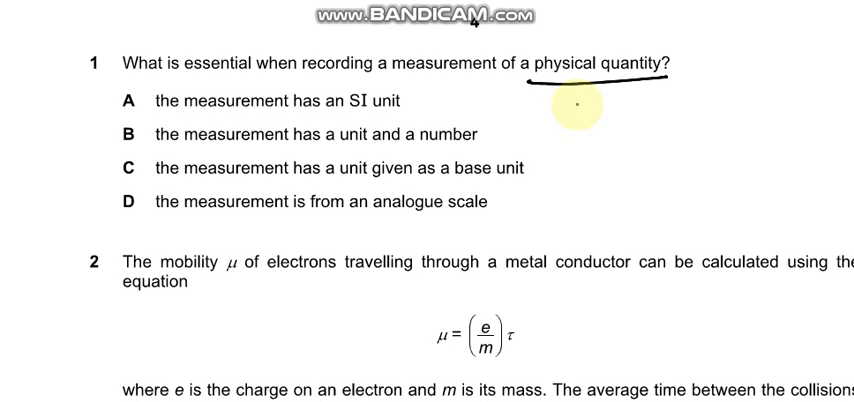 www.BANDICAM.COM
4
1 What is essential when recording a measurement of a physical quantity?
A the measurement has an SI unit
B the measurement has a unit and a number
C the measurement has a unit given as a base unit
D the measurement is from an analogue scale
2 The mobility μ of electrons travelling through a metal conductor can be calculated using the
equation
μ = (e/m) τ
where e is the charge on an electron and m is its mass. The average time between the collisions